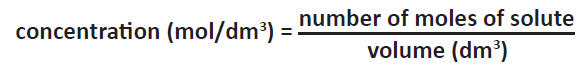 concentration (mol/dm³) = number of moles of solute
volume (dm³)